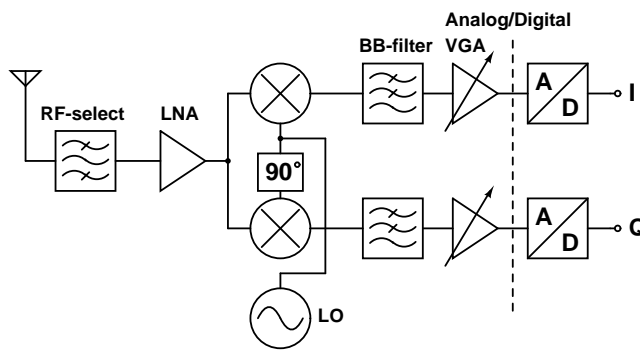 Analog/Digital
BB-filter VGA
RF-select LNA
A
D
I
90°
A
D
Q
LO